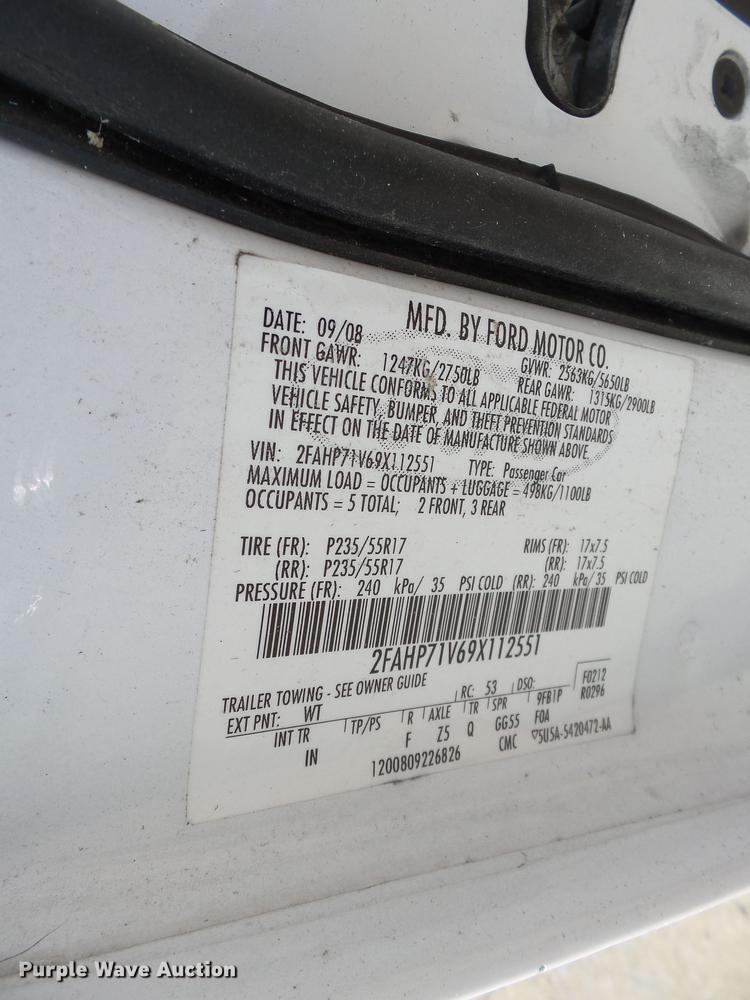 MFD. BY FORD MOTOR CO.
DATE: 09/08 GVWR: 2563KG/5650LB
FRONT GAWR: 1247KG/2750LB REAR GAWR: 1315KG/2900LB
THIS VEHICLE CONFORMS TO ALL APPLICABLE FEDERAL MOTOR
VEHICLE SAFETY, BUMPER, AND THEFT PREVENTION STANDARDS
IN EFFECT ON THE DATE OF MANUFACTURE SHOWN ABOVE.
VIN: 2FAHP71V69X112551 TYPE: Passenger Car
MAXIMUM LOAD = OCCUPANTS + LUGGAGE = 498KG/1100LB
OCCUPANTS = 5 TOTAL; 2 FRONT, 3 REAR
TIRE (FR): P235/55R17 RIMS (FR): 17x7.5
(RR): P235/55R17 (RR): 17x7.5
PRESSURE (FR): 240 kPa/ 35 PSI COLD (RR): 240 kPa/ 35 PSI COLD
2FAHP71V69X112551
TRAILER TOWING - SEE OWNER GUIDE
EXT PNT: WT RC: 53 DSO: 9FB1P F0212
R0296
INT TR TP/PS R AXLE TR SPR F0A
IN F Z5 Q GG55
1200809226826 CMC ▽5U5A-5420472-AA
Purple Wave Auction